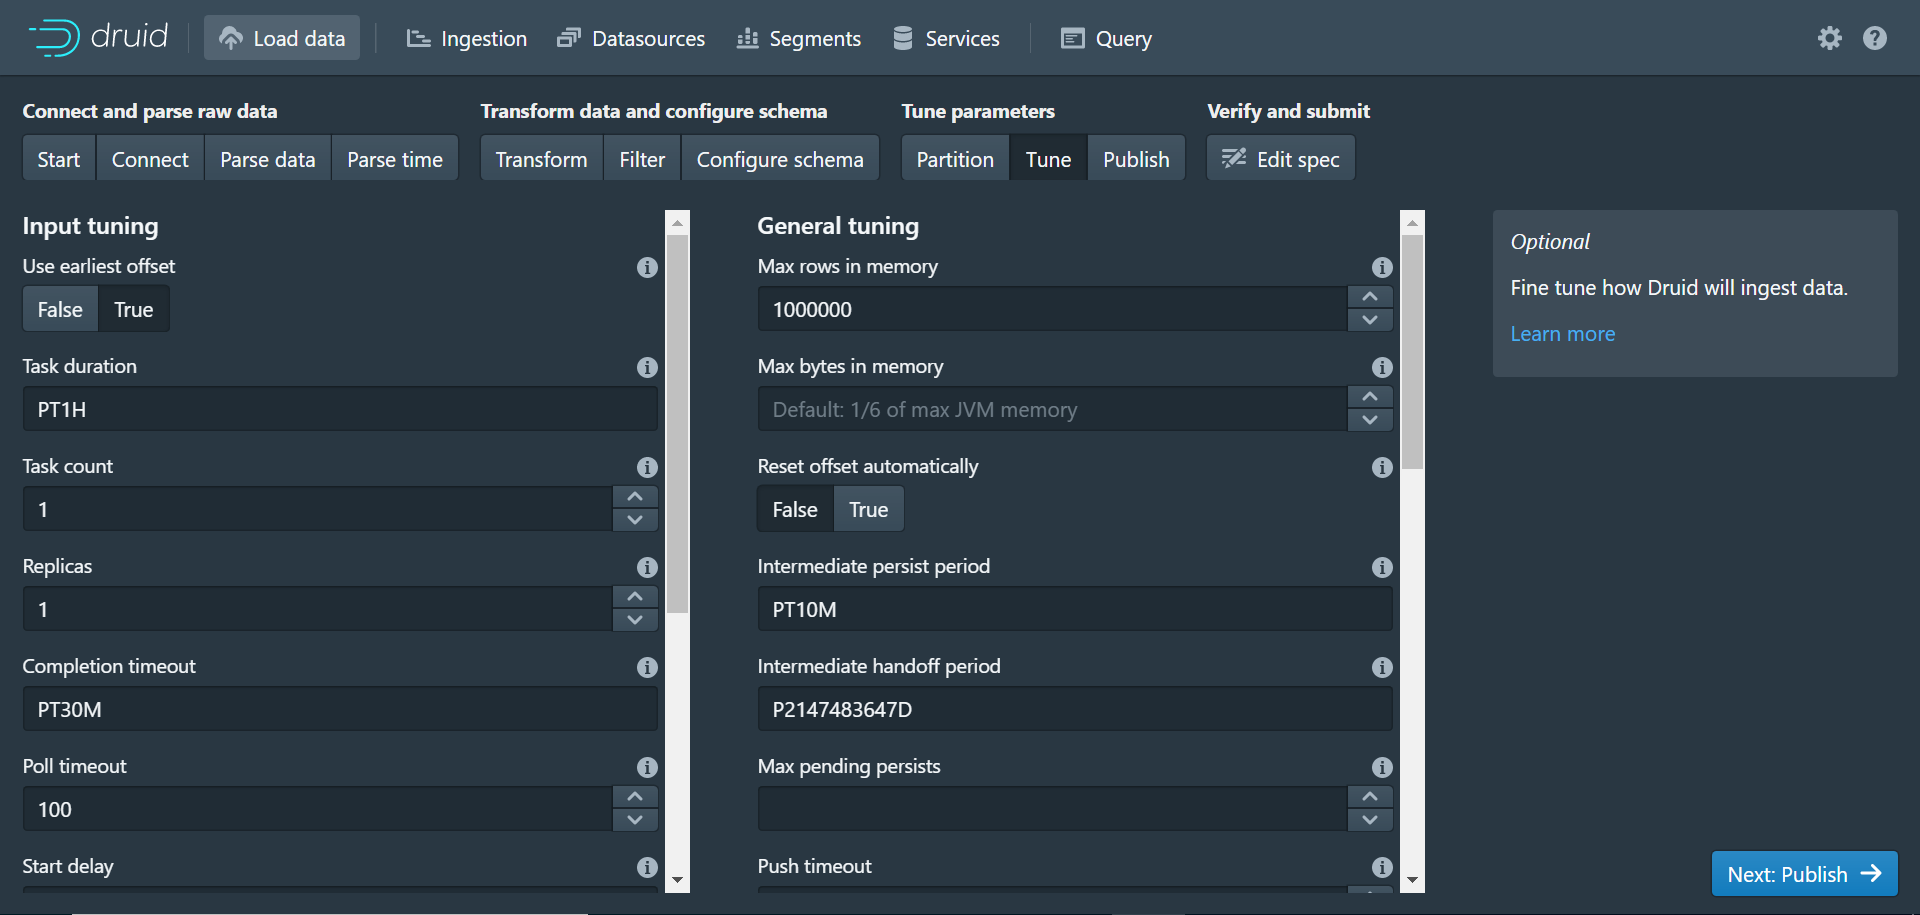 druid Load data Ingestion Datasources Segments Services Query
Connect and parse raw data Transform data and configure schema Tune parameters Verify and submit
Start Connect Parse data Parse time Transform Filter Configure schema Partition Tune Publish Edit spec
Input tuning
Use earliest offset
False True
Task duration
PT1H
Task count
1
Replicas
1
Completion timeout
PT30M
Poll timeout
100
Start delay
General tuning
Max rows in memory
1000000
Max bytes in memory
Default: 1/6 of max JVM memory
Reset offset automatically
False True
Intermediate persist period
PT10M
Intermediate handoff period
P2147483647D
Max pending persists
Push timeout
Optional
Fine tune how Druid will ingest data.
Learn more
Next: Publish